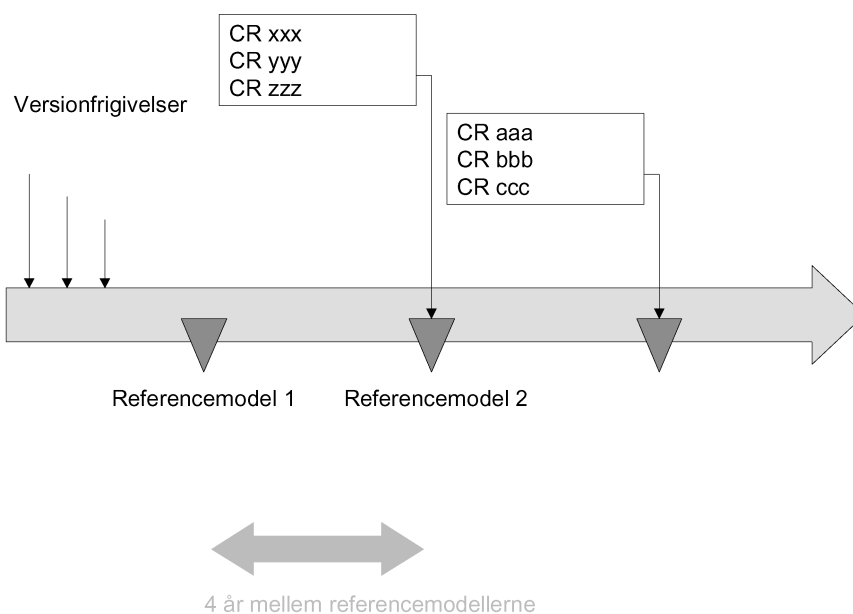 CR xxx
CR yyy
CR zzz
Versionfrigivelser
CR aaa
CR bbb
CR ccc
Referencemodel 1
Referencemodel 2
4 år mellem referencemodellerne